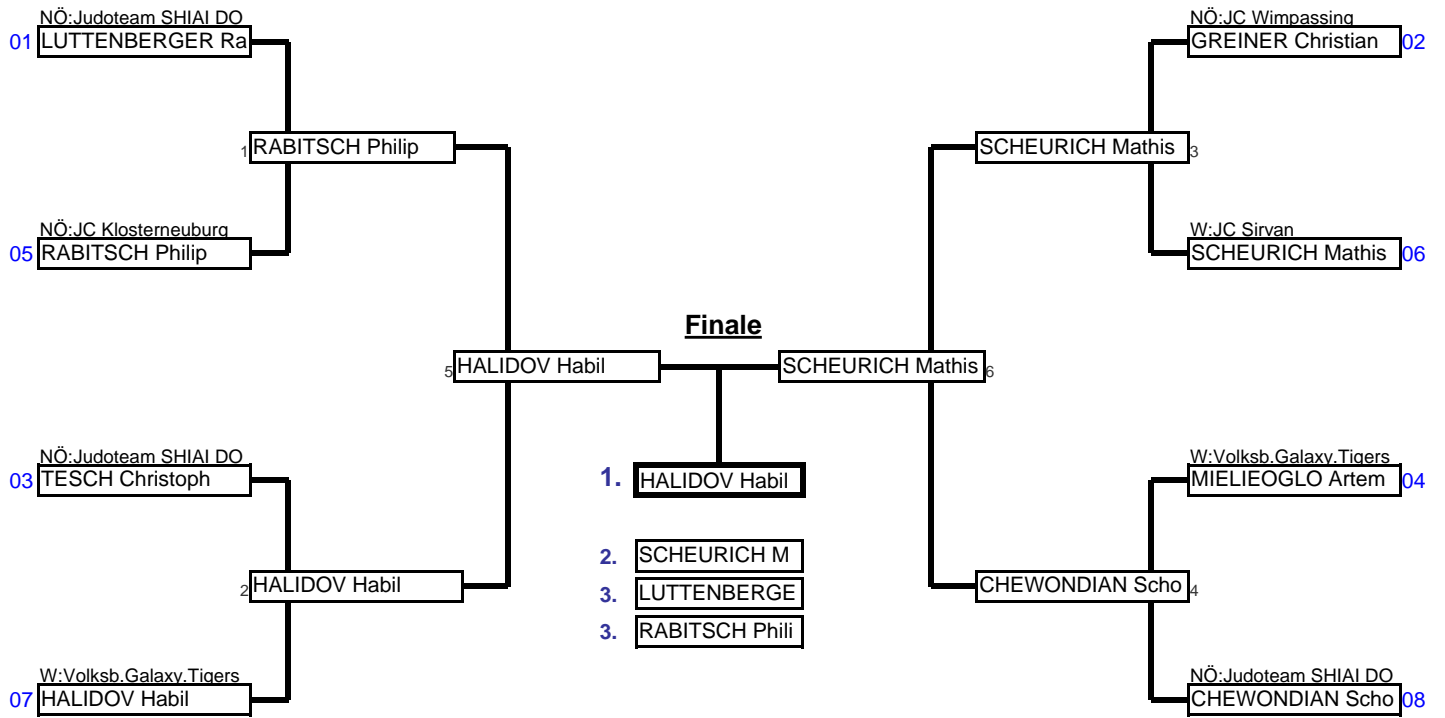 NÖ:Judoteam SHIAI DO
01 LUTTENBERGER Ra
NÖ:JC Wimpassing
GREINER Christian 02
1 RABITSCH Philip
SCHEURICH Mathis 3
NÖ:JC Klosterneuburg
05 RABITSCH Philip
W:JC Sirvan
SCHEURICH Mathis 06
Finale
5 HALIDOV Habil
SCHEURICH Mathis 6
NÖ:Judoteam SHIAI DO
03 TESCH Christoph
W:Volksb.Galaxy.Tigers
MIELIEOGLO Artem 04
1. HALIDOV Habil
2. SCHEURICH M
3. LUTTENBERGE
3. RABITSCH Phili
2 HALIDOV Habil
CHEWONDIAN Scho 4
W:Volksb.Galaxy.Tigers
07 HALIDOV Habil
NÖ:Judoteam SHIAI DO
CHEWONDIAN Scho 08